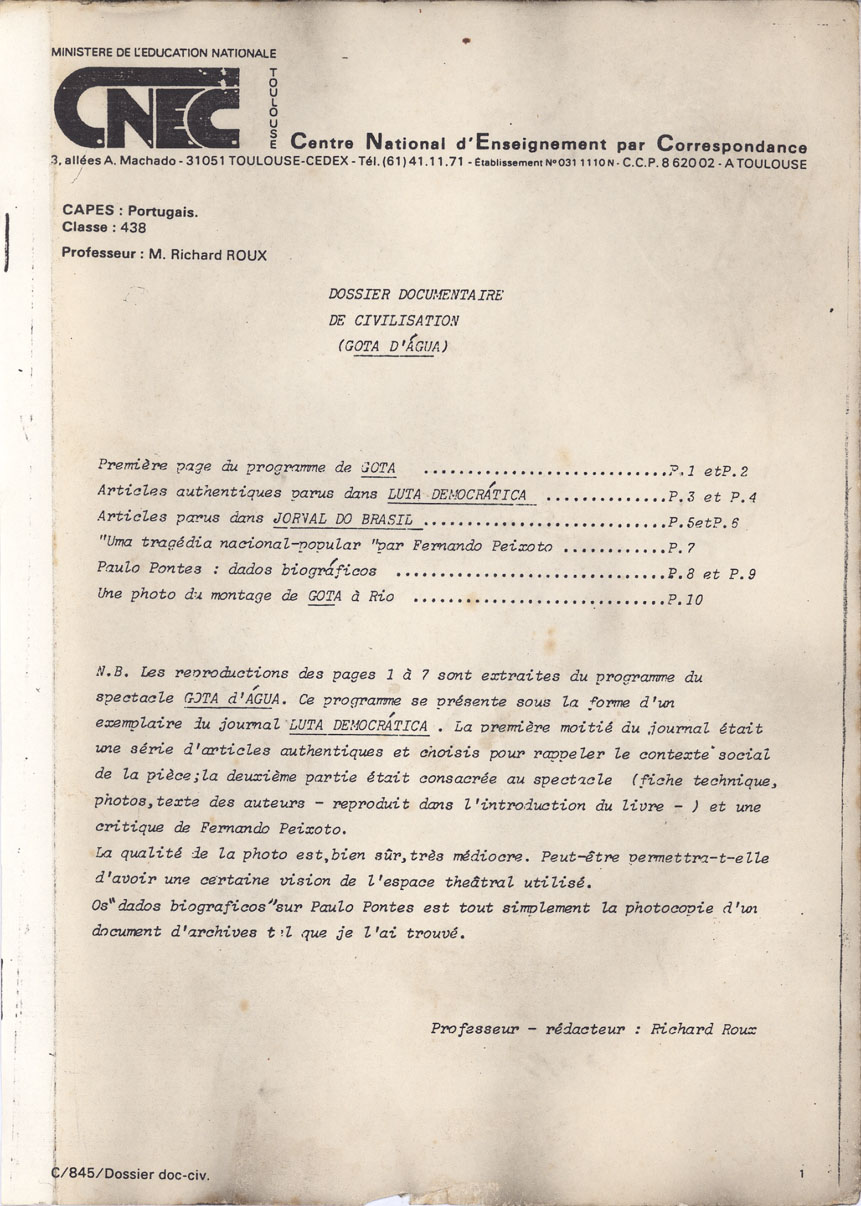 MINISTERE DE L'EDUCATION NATIONALE
CNEC
TOULOUSE
Centre National d'Enseignement par Correspondance
3, allées A. Machado - 31051 TOULOUSE-CEDEX - Tél. (61) 41.11.71 - Établissement N° 031 1110 N - C.C.P. 8 620 02 - A TOULOUSE
CAPES : Portugais.
Classe : 438
Professeur : M. Richard ROUX
DOSSIER DOCUMENTAIRE
DE CIVILISATION
(GOTA D'ÁGUA)
Première page du programme de GOTA ............................P.1 etP.2
Articles authentiques parus dans LUTA DEMOCRÁTICA ..............P.3 et P.4
Articles parus dans JORVAL DO BRASIL ............................P.5etP.6
"Uma tragédia nacional-popular "par Fernando Peixoto ............P.7
Paulo Pontes : dados biográficos ...............................P.8 et P.9
Une photo du montage de GOTA à Rio .............................P.10
N.B. Les reproductions des pages 1 à 7 sont extraites du programme du
spectacle GOTA d'ÁGUA. Ce programme se présente sous la forme d'un
exemplaire du journal LUTA DEMOCRÁTICA . La première moitié du journal était
une série d'articles authentiques et choisis pour rappeler le contexte social
de la pièce;la deuxième partie était consacrée au spectacle (fiche technique,
photos,texte des auteurs - reproduit dans l'introduction du livre - ) et une
critique de Fernando Peixoto.
La qualité de la photo est,bien sûr,très médiocre. Peut-être permettra-t-elle
d'avoir une certaine vision de l'espace theâtral utilisé.
Os"dados biograficos"sur Paulo Pontes est tout simplement la photocopie d'un
document d'archives tel que je l'ai trouvé.
Professeur - rédacteur : Richard Roux
C/845/Dossier doc-civ.
1